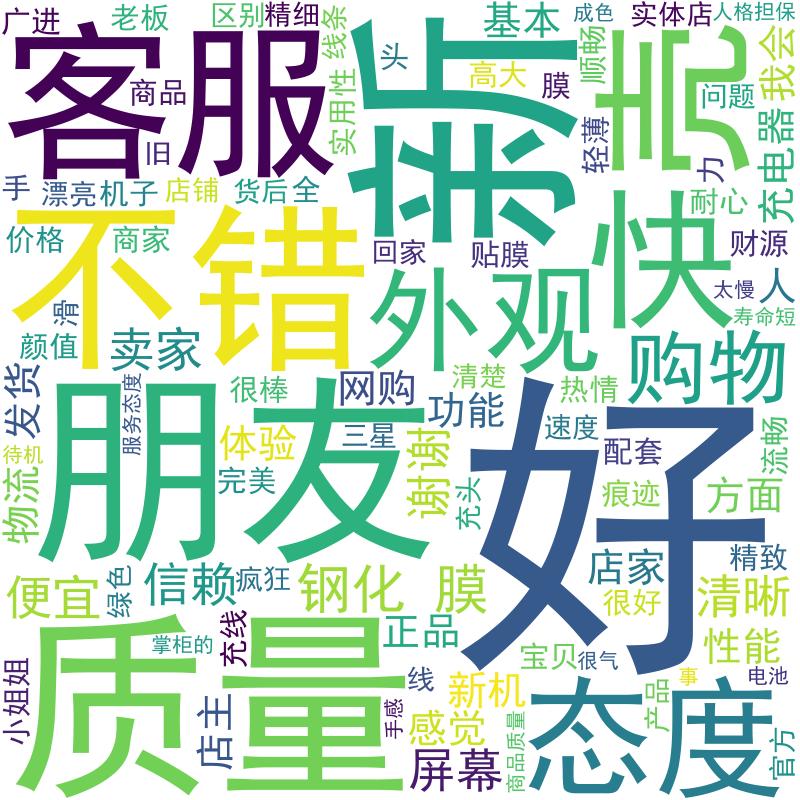 广进
老板
区别
精细
线条
基本
成色
实体店
人格担保
客服
亲
壳
头
高大
膜
顺畅
问题
我会
商品
旧
实用性
轻薄
力
充电器
手
漂亮
机子
店铺
货后
全
耐心
价格
商家
不错
回家
贴膜
快
财源
滑
外观
太慢
人
颜值
卖家
寿命短
发货
服务态度
很棒
网购
清楚
热情
购物
待机
朋友
体验
三星
功能
速度
好
配套
流畅
物流
完美
谢谢
充头
痕迹
方面
便宜
绿色
信赖
疯狂
钢化
膜
店家
精致
很好
清晰
质量
掌柜的
充线
正品
宝贝
很气
性能
小姐姐
店主
线
新机
态度
产品
事
电池
手感
感觉
屏幕
商品质量
官方